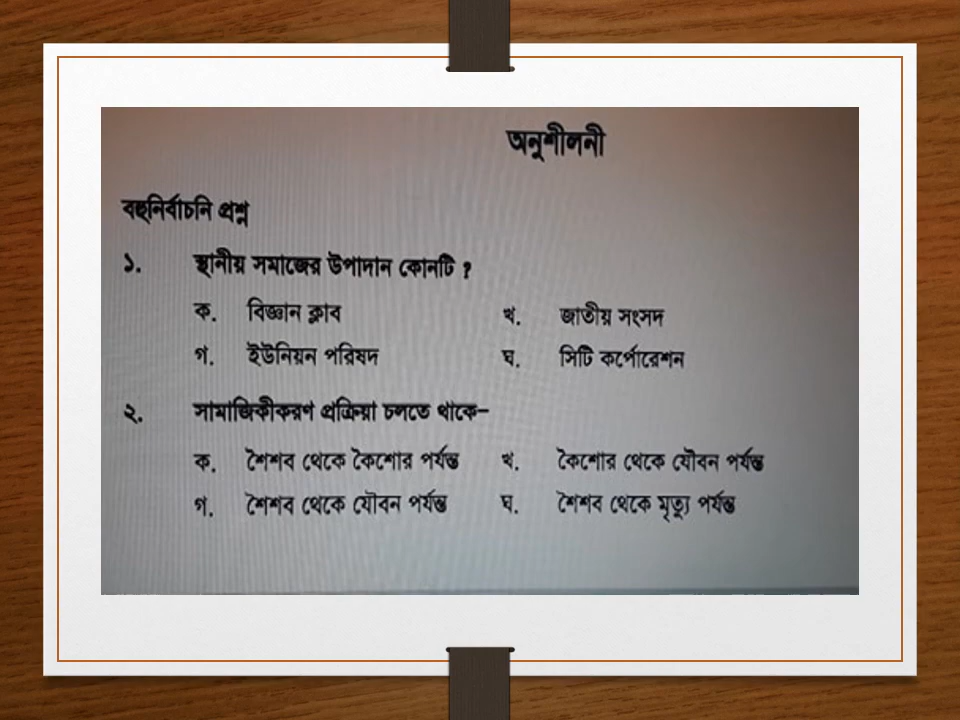 অনুশীলনী
বহুনির্বাচনি প্রশ্ন
১. স্থানীয় সমাজের উপাদান কোনটি ?
ক. বিজ্ঞান ক্লাব খ. জাতীয় সংসদ
গ. ইউনিয়ন পরিষদ ঘ. সিটি কর্পোরেশন
২. সামাজিকীকরণ প্রক্রিয়া চলতে থাকে–
ক. শৈশব থেকে কৈশোর পর্যন্ত খ. কৈশোর থেকে যৌবন পর্যন্ত
গ. শৈশব থেকে যৌবন পর্যন্ত ঘ. শৈশব থেকে মৃত্যু পর্যন্ত